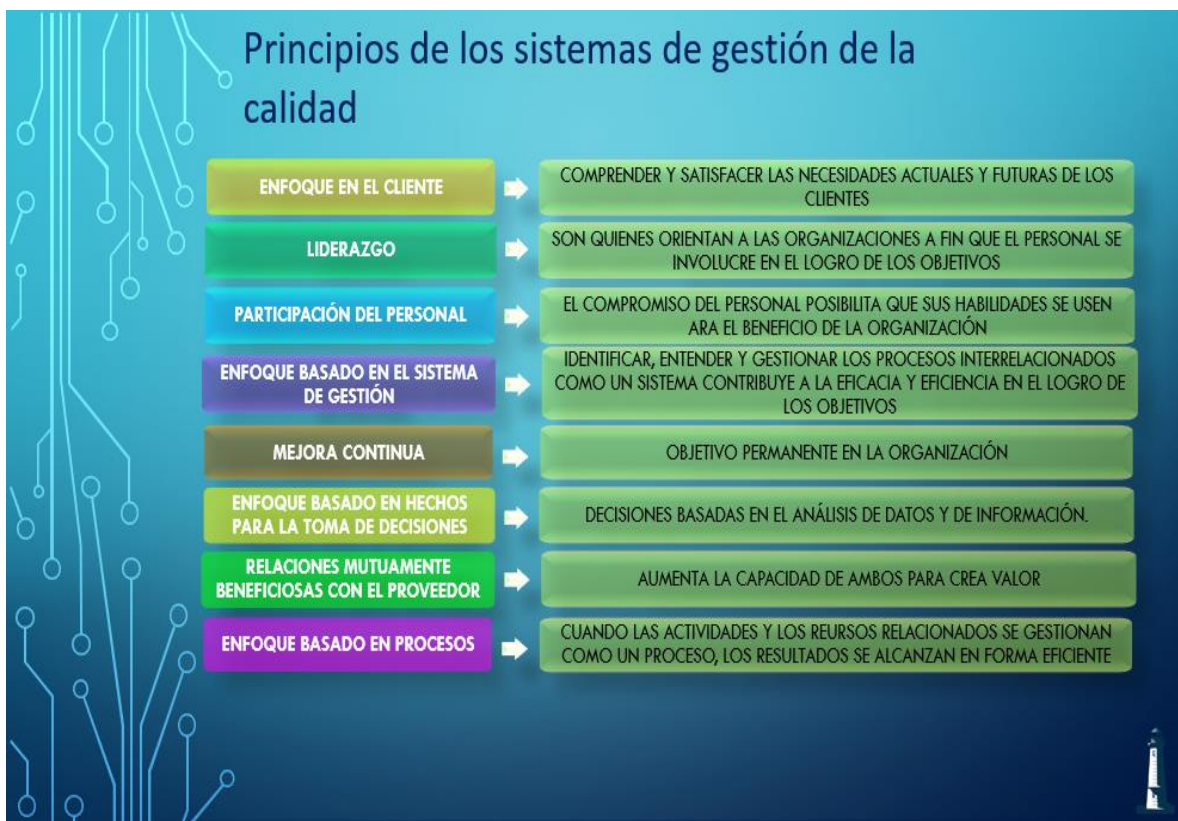 Principios de los sistemas de gestión de la
calidad
ENFOQUE EN EL CLIENTE
COMPRENDER Y SATISFACER LAS NECESIDADES ACTUALES Y FUTURAS DE LOS
CLIENTES
LIDERAZGO
SON QUIENES ORIENTAN A LAS ORGANIZACIONES A FIN QUE EL PERSONAL SE
INVOLUCRE EN EL LOGRO DE LOS OBJETIVOS
PARTICIPACIÓN DEL PERSONAL
EL COMPROMISO DEL PERSONAL POSIBILITA QUE SUS HABILIDADES SE USEN
ARA EL BENEFICIO DE LA ORGANIZACIÓN
ENFOQUE BASADO EN EL SISTEMA
DE GESTIÓN
IDENTIFICAR, ENTENDER Y GESTIONAR LOS PROCESOS INTERRELACIONADOS
COMO UN SISTEMA CONTRIBUYE A LA EFICACIA Y EFICIENCIA EN EL LOGRO DE
LOS OBJETIVOS
MEJORA CONTINUA
OBJETIVO PERMANENTE EN LA ORGANIZACIÓN
ENFOQUE BASADO EN HECHOS
PARA LA TOMA DE DECISIONES
DECISIONES BASADAS EN EL ANÁLISIS DE DATOS Y DE INFORMACIÓN.
RELACIONES MUTUAMENTE
BENEFICIOSAS CON EL PROVEEDOR
AUMENTA LA CAPACIDAD DE AMBOS PARA CREA VALOR
ENFOQUE BASADO EN PROCESOS
CUANDO LAS ACTIVIDADES Y LOS REURSOS RELACIONADOS SE GESTIONAN
COMO UN PROCESO, LOS RESULTADOS SE ALCANZAN EN FORMA EFICIENTE